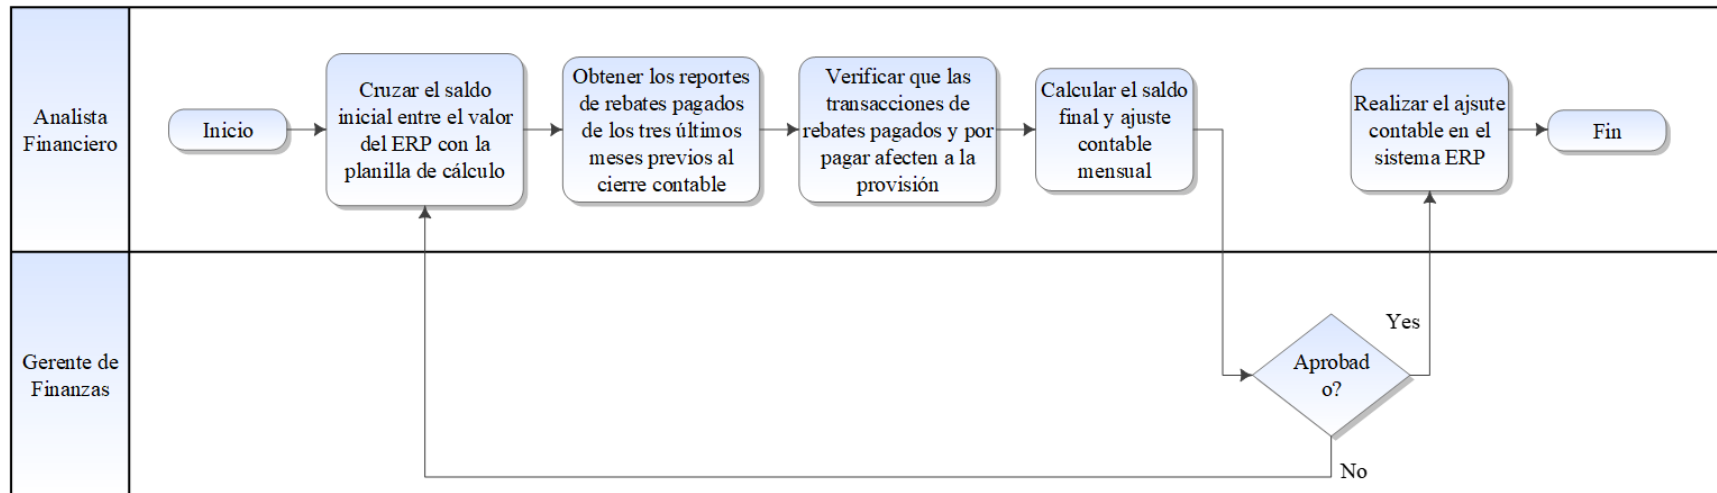 Analista
Financiero
Inicio
Cruzar el saldo
inicial entre el valor
del ERP con la
planilla de cálculo
Obtener los reportes
de rebates pagados
de los tres últimos
meses previos al
cierre contable
Verificar que las
transacciones de
rebates pagados y por
pagar afecten a la
provisión
Calcular el saldo
final y ajuste
contable
mensual
Realizar el ajsute
contable en el
sistema ERP
Fin
Gerente de
Finanzas
Aprobad
o?
Yes
No